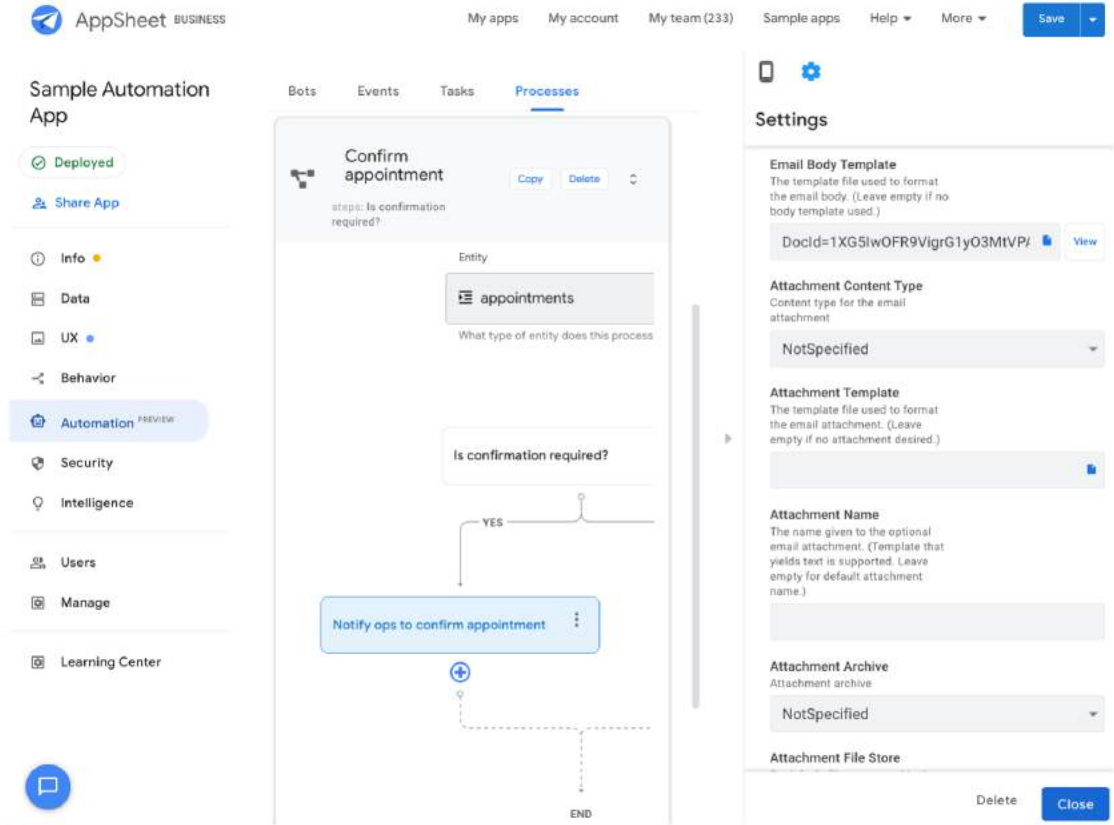 AppSheet BUSINESS
My apps My account My team (233) Sample apps Help More Save
Sample Automation
App
Deployed
Share App
Info
Data
UX
Behavior
Automation PREVIEW
Security
Intelligence
Users
Manage
Learning Center
Bots Events Tasks Processes
Confirm
appointment
Copy Delete
steps: Is confirmation
required?
Entity
appointments
What type of entity does this process
Is confirmation required?
YES
Notify ops to confirm appointment
END
Settings
Email Body Template
The template file used to format
the email body. (Leave empty if no
body template used.)
DocId=1XG5IwOFR9VigrG1yO3MtVP
View
Attachment Content Type
Content type for the email
attachment
NotSpecified
Attachment Template
The template file used to format
the email attachment. (Leave
empty if no attachment desired.)
Attachment Name
The name given to the optional
email attachment. (Template that
yields text is supported. Leave
empty for default attachment
name.)
Attachment Archive
Attachment archive
NotSpecified
Attachment File Store
Delete Close